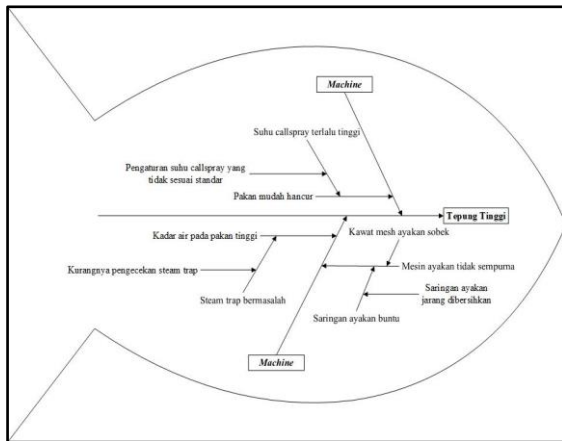 Machine
Suhu callspray terlalu tinggi
Pengaturan suhu callspray yang
tidak sesuai standar
Pakan mudah hancur
Tepung Tinggi
Kadar air pada pakan tinggi
Kawat mesh ayakan sobek
Kurangnya pengecekan steam trap
Mesin ayakan tidak sempurna
Steam trap bermasalah
Saringan ayakan
jarang dibersihkan
Saringan ayakan buntu
Machine